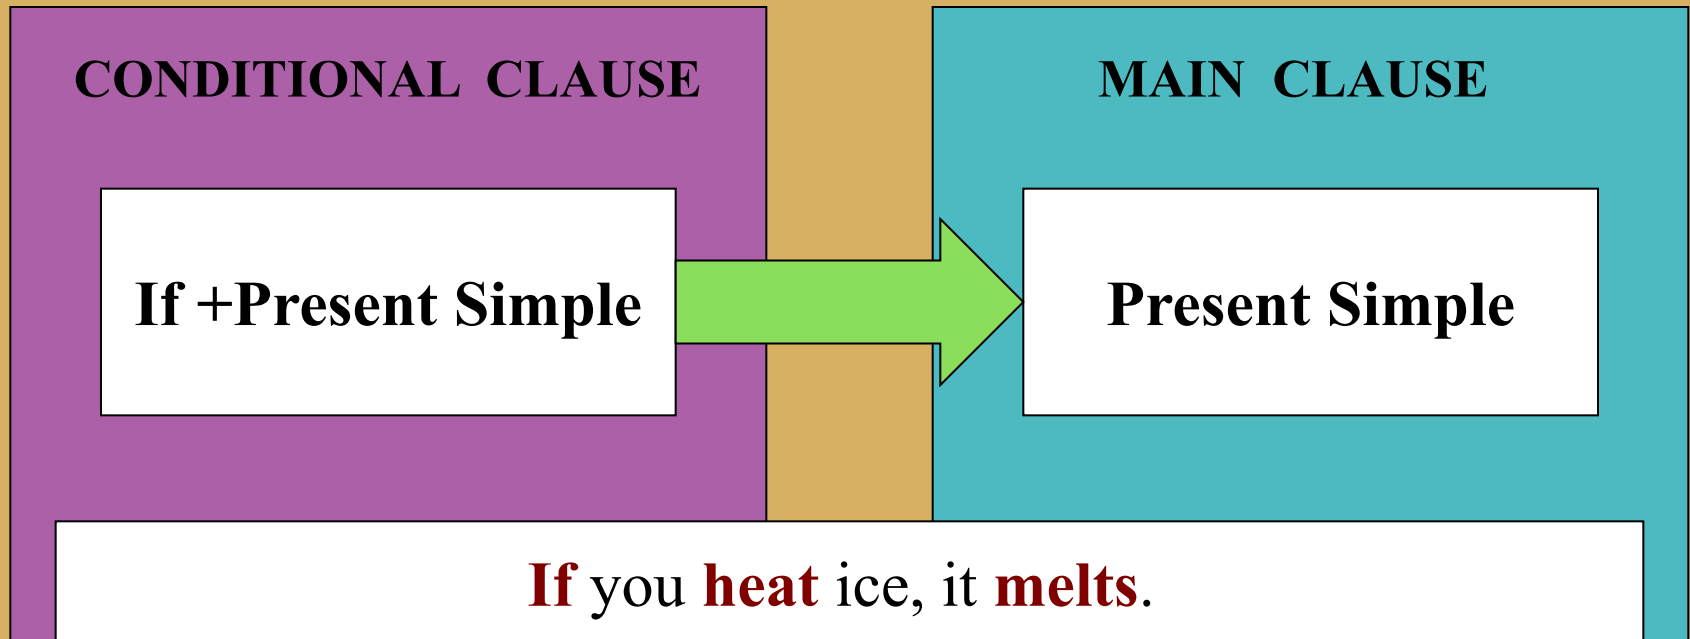 CONDITIONAL CLAUSE
MAIN CLAUSE
If +Present Simple
Present Simple
If you heat ice, it melts.